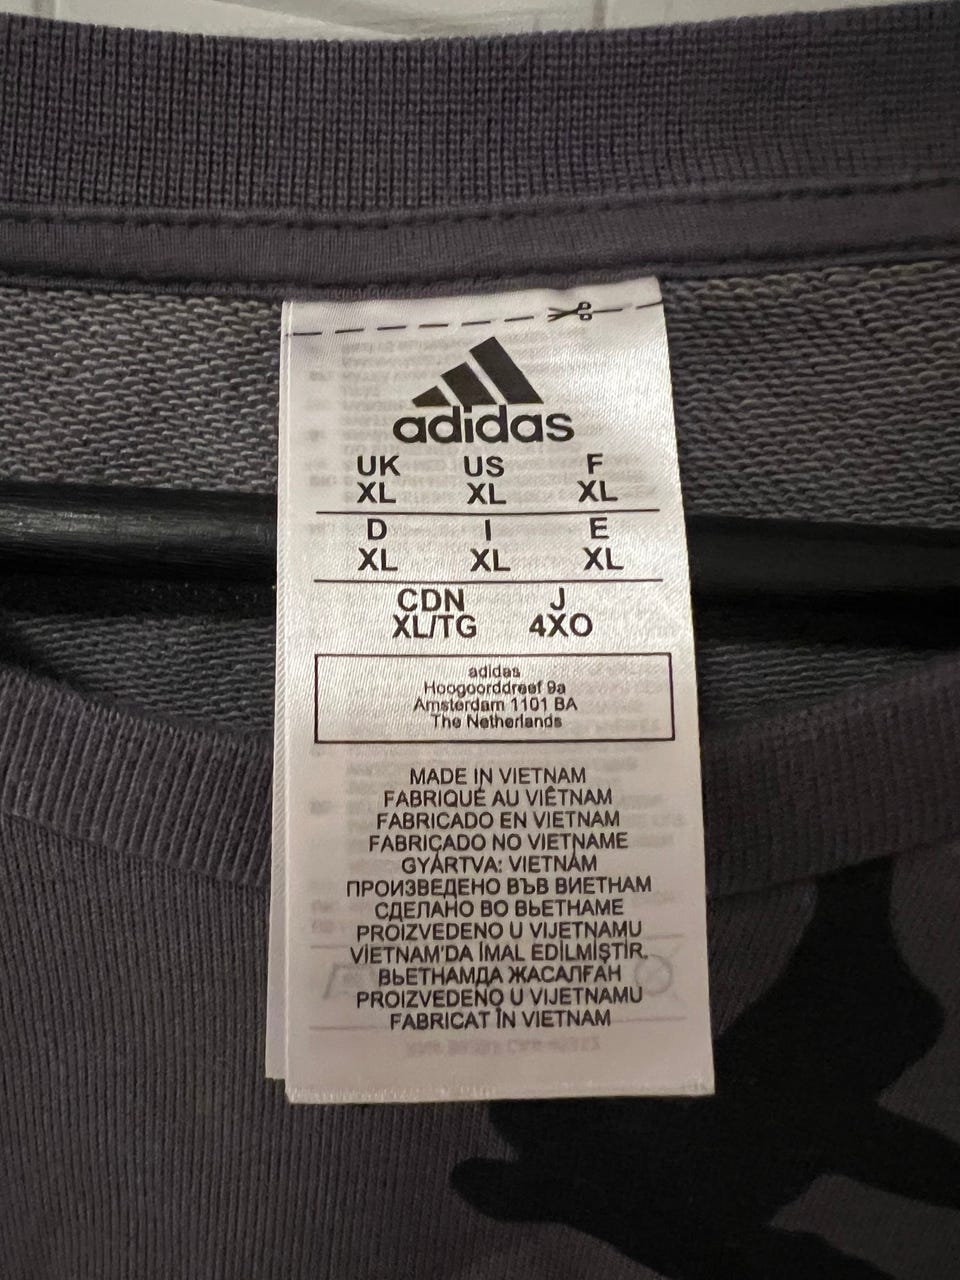 adidas
UK US F
XL XL XL
D I E
XL XL XL
CDN J
XL/TG 4XO
adidas
Hoogoorddreef 9a
Amsterdam 1101 BA
The Netherlands
MADE IN VIETNAM
FABRIQUÉ AU VIÊTNAM
FABRICADO EN VIETNAM
FABRICADO NO VIETNAME
GYÁRTVA: VIETNÁM
ПРОИЗВЕДЕНО ВЪВ ВИЕТНАМ
СДЕЛАНО ВО ВЬЕТНАМЕ
PROIZVEDENO U VIJETNAMU
VİETNAM'DA İMAL EDİLMİŞTİR.
ВЬЕТНАМДА ЖАСАЛҒАН
PROIZVEDENO U VIJETNAMU
FABRICAT ÎN VIETNAM